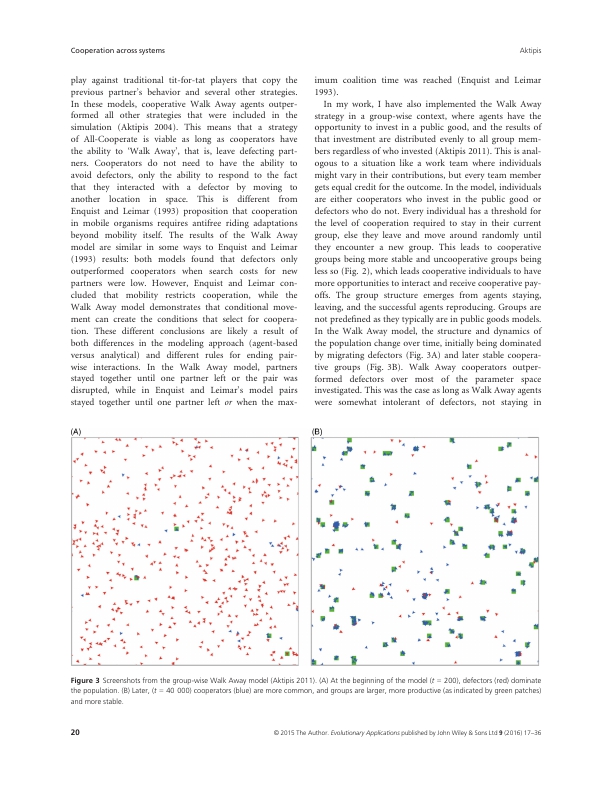 Cooperation across systems
Aktipis
play against traditional tit-for-tat players that copy the
previous partner's behavior and several other strategies.
In these models, cooperative Walk Away agents outper-
formed all other strategies that were included in the
simulation (Aktipis 2004). This means that a strategy
of All-Cooperate is viable as long as cooperators have
the ability to 'Walk Away', that is, leave defecting part-
ners. Cooperators do not need to have the ability to
avoid defectors, only the ability to respond to the fact
that they interacted with a defector by moving to
another location in space. This is different from
Enquist and Leimar (1993) proposition that cooperation
in mobile organisms requires antifree riding adaptations
beyond mobility itself. The results of the Walk Away
model are similar in some ways to Enquist and Leimar
(1993) results: both models found that defectors only
outperformed cooperators when search costs for new
partners were low. However, Enquist and Leimar con-
cluded that mobility restricts cooperation, while the
Walk Away model demonstrates that conditional move-
ment can create the conditions that select for coopera-
tion. These different conclusions are likely a result of
both differences in the modeling approach (agent-based
versus analytical) and different rules for ending pair-
wise interactions. In the Walk Away model, partners
stayed together until one partner left or the pair was
disrupted, while in Enquist and Leimar's model pairs
stayed together until one partner left or when the max-
imum coalition time was reached (Enquist and Leimar
1993).
In my work, I have also implemented the Walk Away
strategy in a group-wise context, where agents have the
opportunity to invest in a public good, and the results of
that investment are distributed evenly to all group mem-
bers regardless of who invested (Aktipis 2011). This is anal-
ogous to a situation like a work team where individuals
might vary in their contributions, but every team member
gets equal credit for the outcome. In the model, individuals
are either cooperators who invest in the public good or
defectors who do not. Every individual has a threshold for
the level of cooperation required to stay in their current
group, else they leave and move around randomly until
they encounter a new group. This leads to cooperative
groups being more stable and uncooperative groups being
less so (Fig. 2), which leads cooperative individuals to have
more opportunities to interact and receive cooperative pay-
offs. The group structure emerges from agents staying,
leaving, and the successful agents reproducing. Groups are
not predefined as they typically are in public goods models.
In the Walk Away model, the structure and dynamics of
the population change over time, initially being dominated
by migrating defectors (Fig. 3A) and later stable coopera-
tive groups (Fig. 3B). Walk Away cooperators outper-
formed defectors over most of the parameter space
investigated. This was the case as long as Walk Away agents
were somewhat intolerant of defectors, not staying in
(A)
(B)
Figure 3 Screenshots from the group-wise Walk Away model (Aktipis 2011). (A) At the beginning of the model (t = 200), defectors (red) dominate
the population. (B) Later, (t = 40 000) cooperators (blue) are more common, and groups are larger, more productive (as indicated by green patches)
and more stable.
20
© 2015 The Author. Evolutionary Applications published by John Wiley & Sons Ltd 9 (2016) 17–36